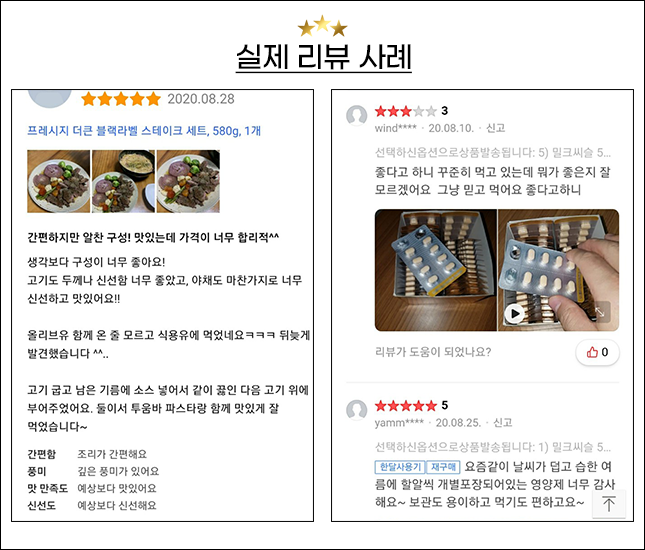 실제 리뷰 사례
2020.08.28
프레시지 더큰 블랙라벨 스테이크 세트, 580g, 1개
간편하지만 알찬 구성! 맛있는데 가격이 너무 합리적^^
생각보다 구성이 너무 좋아요!
고기도 두께나 신선함 너무 좋았고, 야채도 마찬가지로 너무
신선하고 맛있어요!!
올리브유 함께 온 줄 모르고 식용유에 먹었네요ㅋㅋㅋ 뒤늦게
발견했습니다 ^^..
고기 굽고 남은 기름에 소스 넣어서 같이 끓인 다음 고기 위에
부어주었어요. 둘이서 투움바 파스타랑 함께 맛있게 잘
먹었습니다~
간편함 조리가 간편해요
풍미 깊은 풍미가 있어요
맛 만족도 예상보다 맛있어요
신선도 예상보다 신선해요
3
wind**** · 20.08.10. · 신고
선택하신옵션으로상품발송됩니다: 5) 밀크씨슬 5...
좋다고 하니 꾸준히 먹고 있는데 뭐가 좋은지 잘
모르겠어요 그냥 믿고 먹어요 좋다고하니
리뷰가 도움이 되었나요?
0
5
yamm**** · 20.08.25. · 신고
선택하신옵션으로상품발송됩니다: 1) 밀크씨슬 5...
한달사용기 재구매 요즘같이 날씨가 덥고 습한 여
름에 할알씩 개별포장되어있는 영양제 너무 감사
해요~ 보관도 용이하고 먹기도 편하고요~